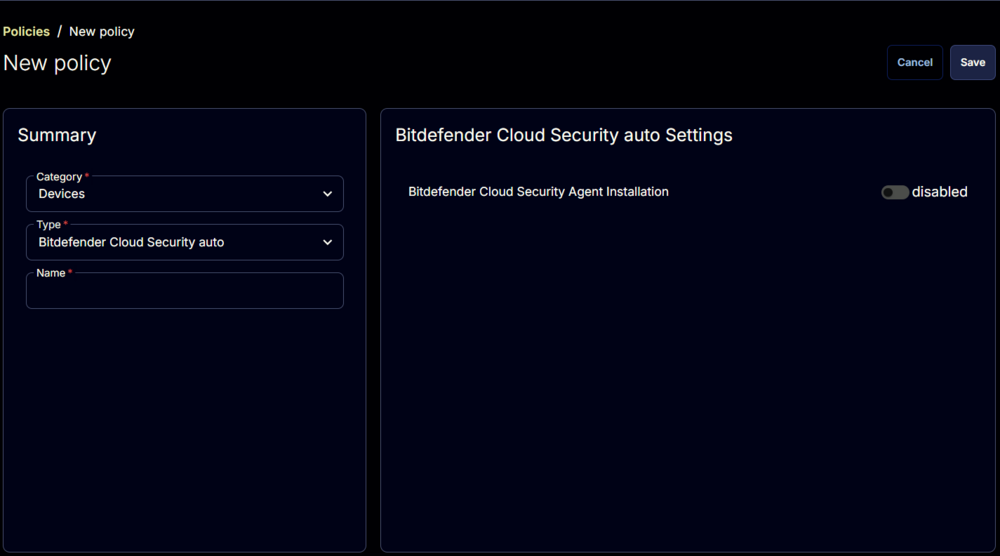 Policies / New policy
New policy
Cancel
Save
Summary
Category *
Devices
Type *
Bitdefender Cloud Security auto
Name *
Bitdefender Cloud Security auto Settings
Bitdefender Cloud Security Agent Installation
disabled